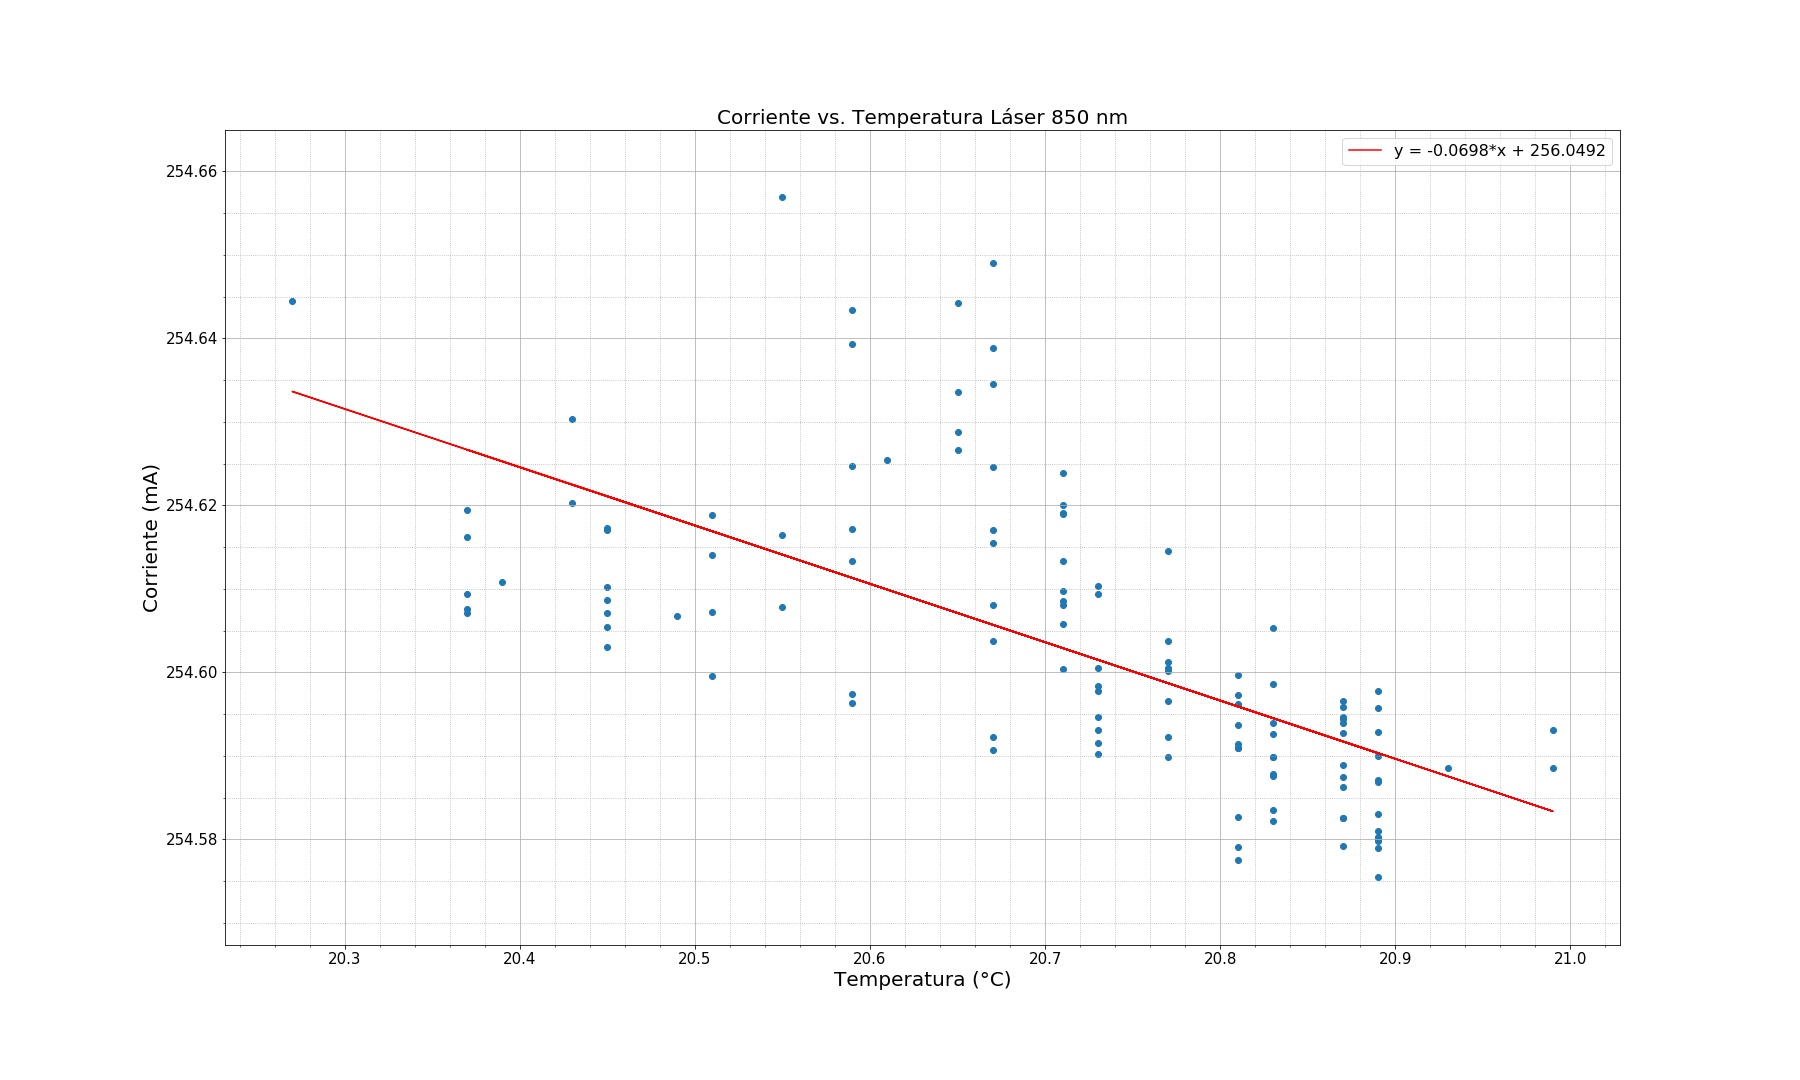 Corriente vs. Temperatura Láser 850 nm
y = -0.0698*x + 256.0492
254.66
254.64
254.62
254.60
254.58
Corriente (mA)
20.3 20.4 20.5 20.6 20.7 20.8 20.9 21.0
Temperatura (°C)